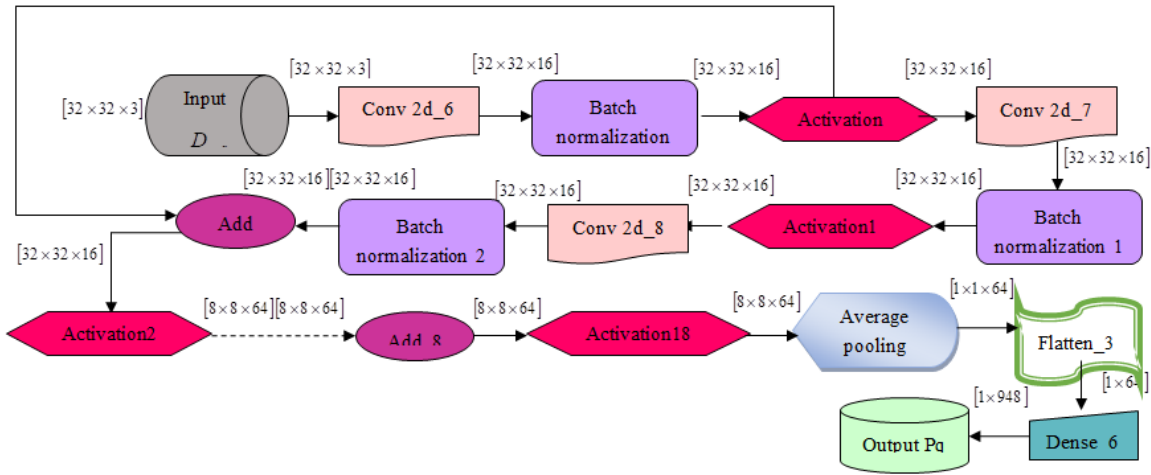 [32×32×3]
Input
D
[32×32×3]
Conv 2d_6
[32×32×16]
Batch
normalization
[32×32×16]
Activation
[32×32×16]
Conv 2d_7
[32×32×16]
Batch
normalization 1
[32×32×16]
Activation1
[32×32×16]
Conv 2d_8
[32×32×16]
Batch
normalization 2
[32×32×16][32×32×16]
Add
[32×32×16]
Activation2
[8×8×64][8×8×64]
Add 8
[8×8×64]
Activation18
[8×8×64]
Average
pooling
[1×1×64]
Flatten_3
[1×64]
Dense 6
[1×948]
Output Pq